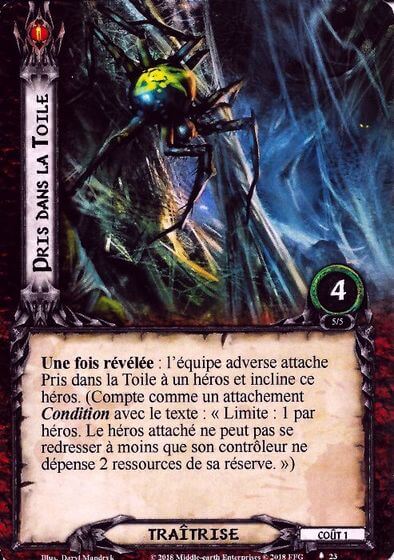 PRIS DANS LA TOILE
4
5/5
Une fois révélée : l'équipe adverse attache
Pris dans la Toile à un héros et incline ce
héros. (Compte comme un attachement
Condition avec le texte : « Limite : 1 par
héros. Le héros attaché ne peut pas se
redresser à moins que son contrôleur ne
dépense 2 ressources de sa réserve. »)
TRAÎTRISE
COÛT 1
Illus. Daryl Mandryk
© 2018 Middle-earth Enterprises © 2018 FFG
23